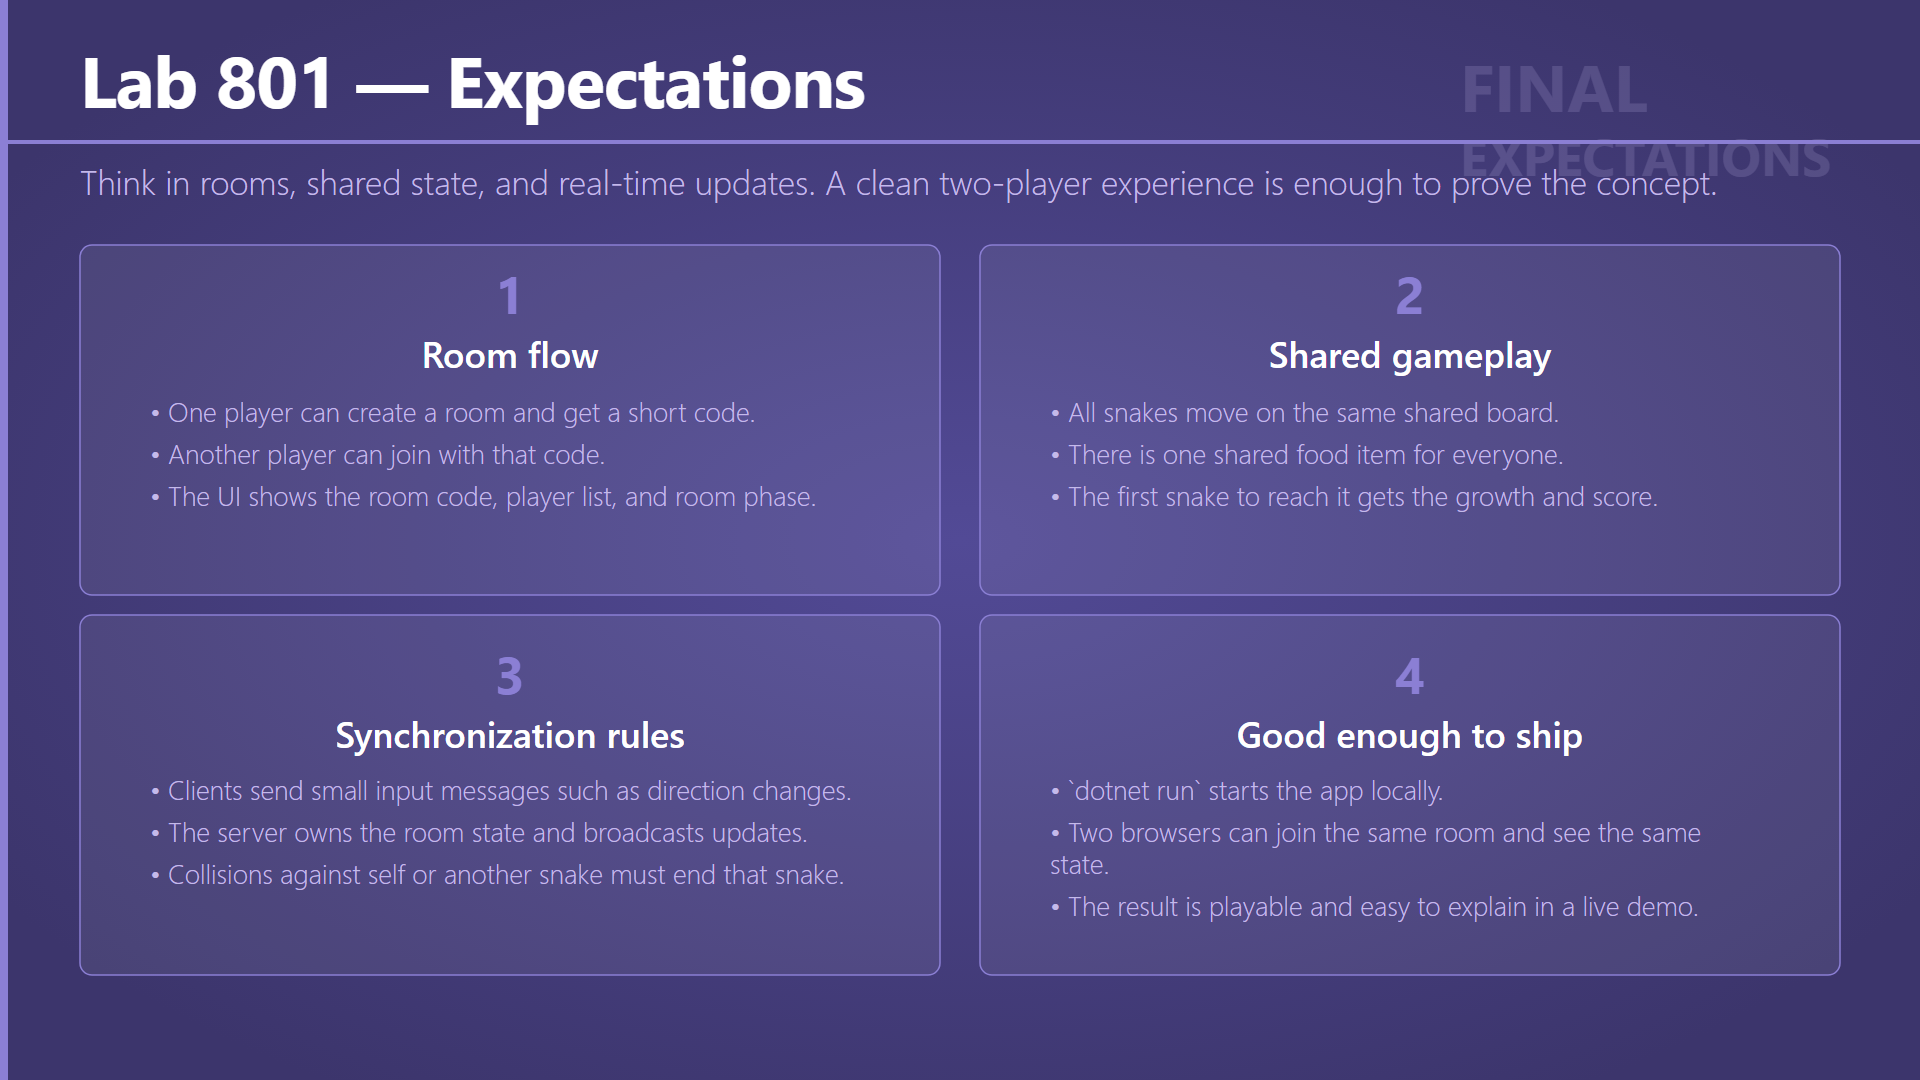 Lab 801 — Expectations
FINAL
EXPECTATIONS
Think in rooms, shared state, and real-time updates. A clean two-player experience is enough to prove the concept.
1
Room flow
• One player can create a room and get a short code.
• Another player can join with that code.
• The UI shows the room code, player list, and room phase.
2
Shared gameplay
• All snakes move on the same shared board.
• There is one shared food item for everyone.
• The first snake to reach it gets the growth and score.
3
Synchronization rules
• Clients send small input messages such as direction changes.
• The server owns the room state and broadcasts updates.
• Collisions against self or another snake must end that snake.
4
Good enough to ship
• `dotnet run` starts the app locally.
• Two browsers can join the same room and see the same
state.
• The result is playable and easy to explain in a live demo.